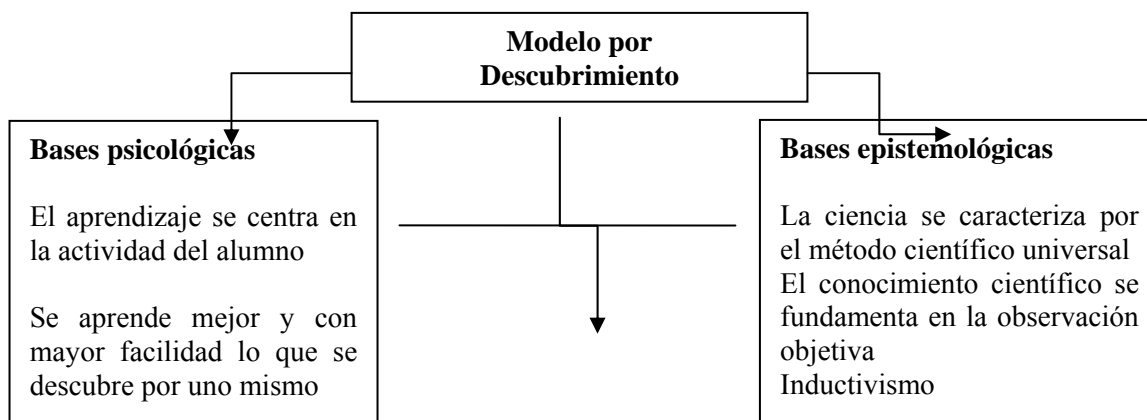 Modelo por
Descubrimiento
Bases psicológicas
El aprendizaje se centra en
la actividad del alumno
Se aprende mejor y con
mayor facilidad lo que se
descubre por uno mismo
Bases epistemológicas
La ciencia se caracteriza por
el método científico universal
El conocimiento científico se
fundamenta en la observación
objetiva
Inductivismo